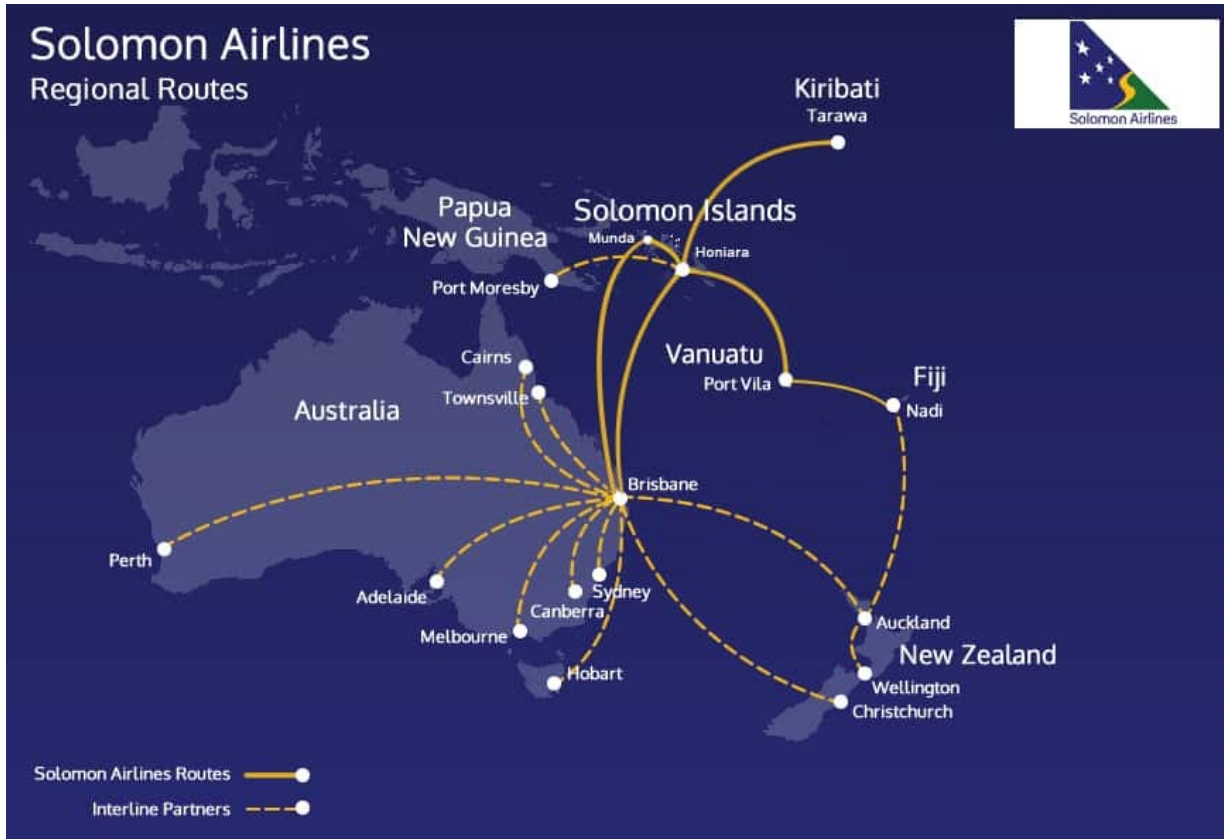 Solomon Airlines
Regional Routes
Solomon Airlines
Kiribati
Tarawa
Papua
New Guinea
Solomon Islands
Munda
Honiara
Port Moresby
Cairns
Townsville
Australia
Vanuatu
Port Vila
Fiji
Nadi
Brisbane
Perth
Adelaide
Sydney
Canberra
Melbourne
Hobart
Auckland
New Zealand
Wellington
Christchurch
Solomon Airlines Routes
Interline Partners